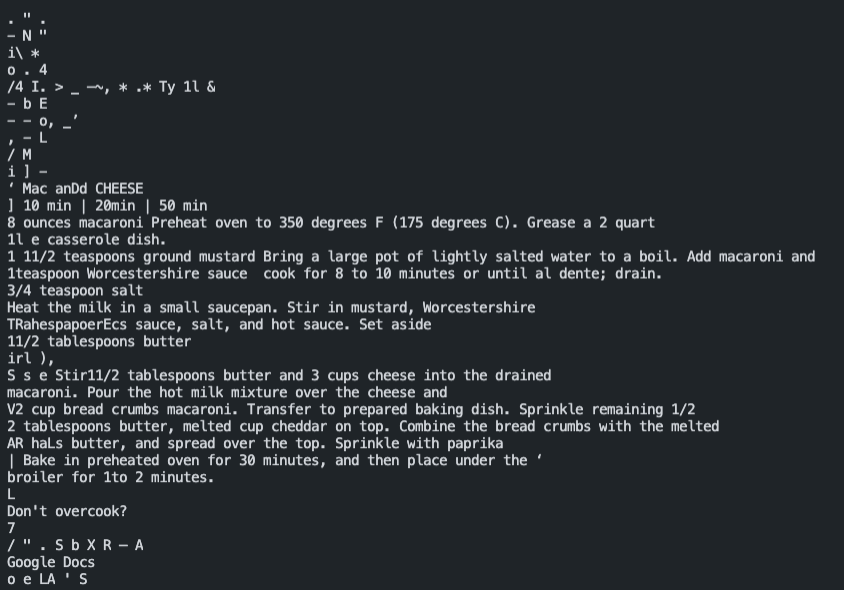 . " .
– N "
i\ *
o . 4
/4 I. > _ —~, * .* Ty 1l &
– b E
– – o, _’
, – L
/ M
i ] –
‘ Mac anDd CHEESE
] 10 min | 20min | 50 min
8 ounces macaroni Preheat oven to 350 degrees F (175 degrees C). Grease a 2 quart
1l e casserole dish.
1 11/2 teaspoons ground mustard Bring a large pot of lightly salted water to a boil. Add macaroni and
1teaspoon Worcestershire sauce  cook for 8 to 10 minutes or until al dente; drain.
3/4 teaspoon salt
Heat the milk in a small saucepan. Stir in mustard, Worcestershire
TRahespapoerEcs sauce, salt, and hot sauce. Set aside
11/2 tablespoons butter
irl ),
S s e Stir11/2 tablespoons butter and 3 cups cheese into the drained
macaroni. Pour the hot milk mixture over the cheese and
V2 cup bread crumbs macaroni. Transfer to prepared baking dish. Sprinkle remaining 1/2
2 tablespoons butter, melted cup cheddar on top. Combine the bread crumbs with the melted
AR haLs butter, and spread over the top. Sprinkle with paprika
| Bake in preheated oven for 30 minutes, and then place under the ‘
broiler for 1to 2 minutes.
L
Don't overcook?
7
/ " . S b X R — A
Google Docs
o e LA ' S